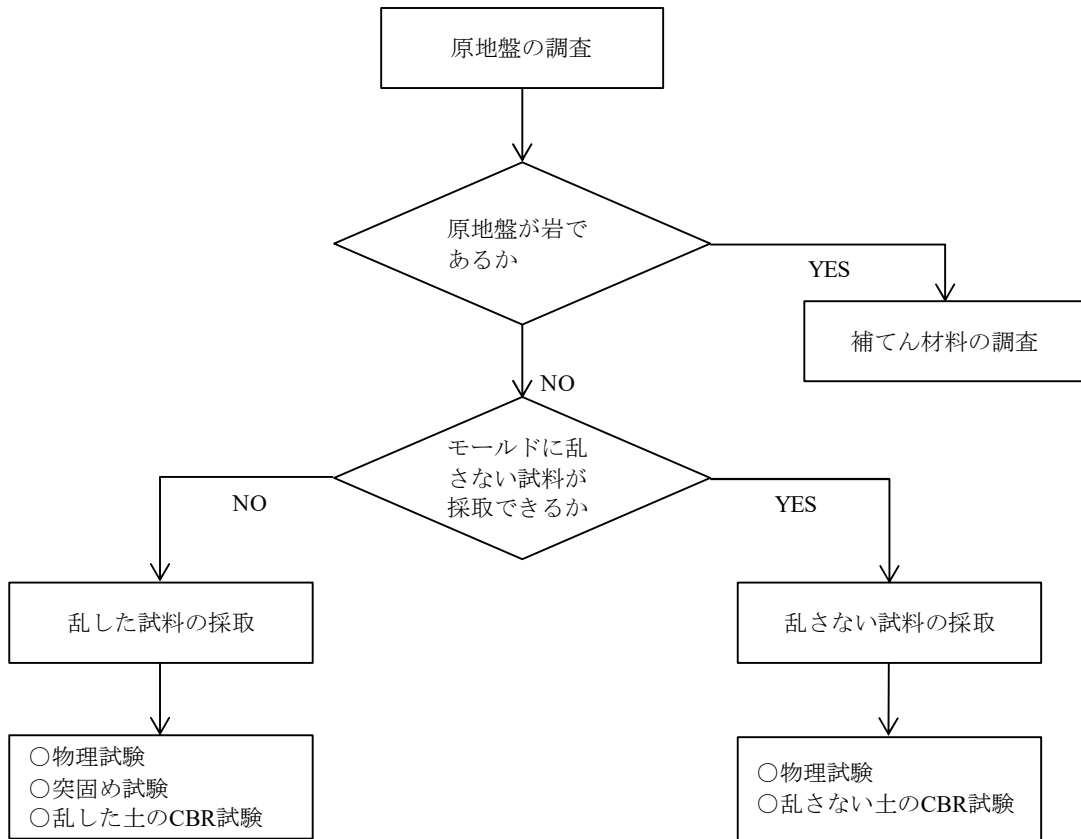 原地盤の調査
原地盤が岩で
あるか
YES
補てん材料の調査
NO
モールドに乱
さない試料が
採取できるか
NO
YES
乱した試料の採取
乱さない試料の採取
○物理試験
○突固め試験
○乱した土のCBR試験
○物理試験
○乱さない土のCBR試験